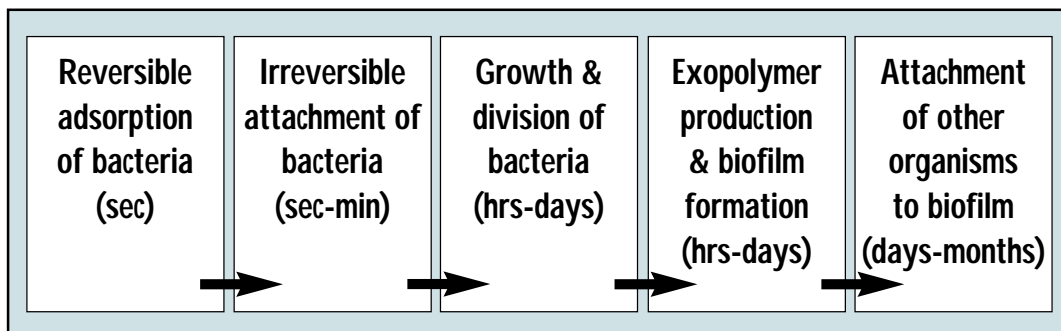 Reversible
adsorption
of bacteria
(sec)
Irreversible
attachment of
bacteria
(sec-min)
Growth &
division of
bacteria
(hrs-days)
Exopolymer
production
& biofilm
formation
(hrs-days)
Attachment
of other
organisms
to biofilm
(days-months)